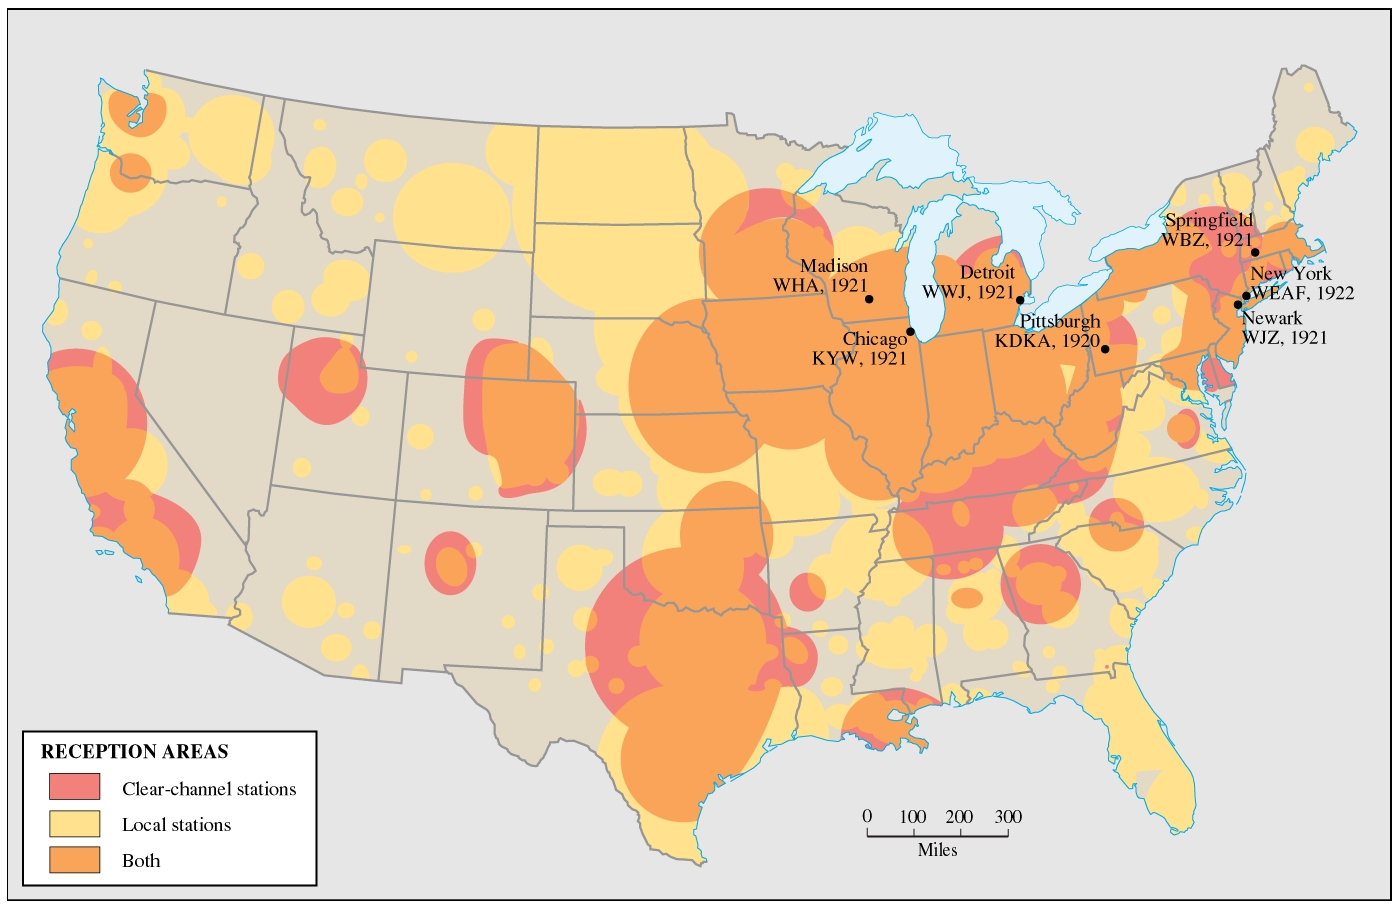 Springfield
WBZ, 1921
Madison
WHA, 1921
Detroit
WWJ, 1921
New York
WEAF, 1922
Newark
WJZ, 1921
Pittsburgh
KDKA, 1920
Chicago
KYW, 1921
RECEPTION AREAS
Clear-channel stations
Local stations
Both
0 100 200 300
Miles